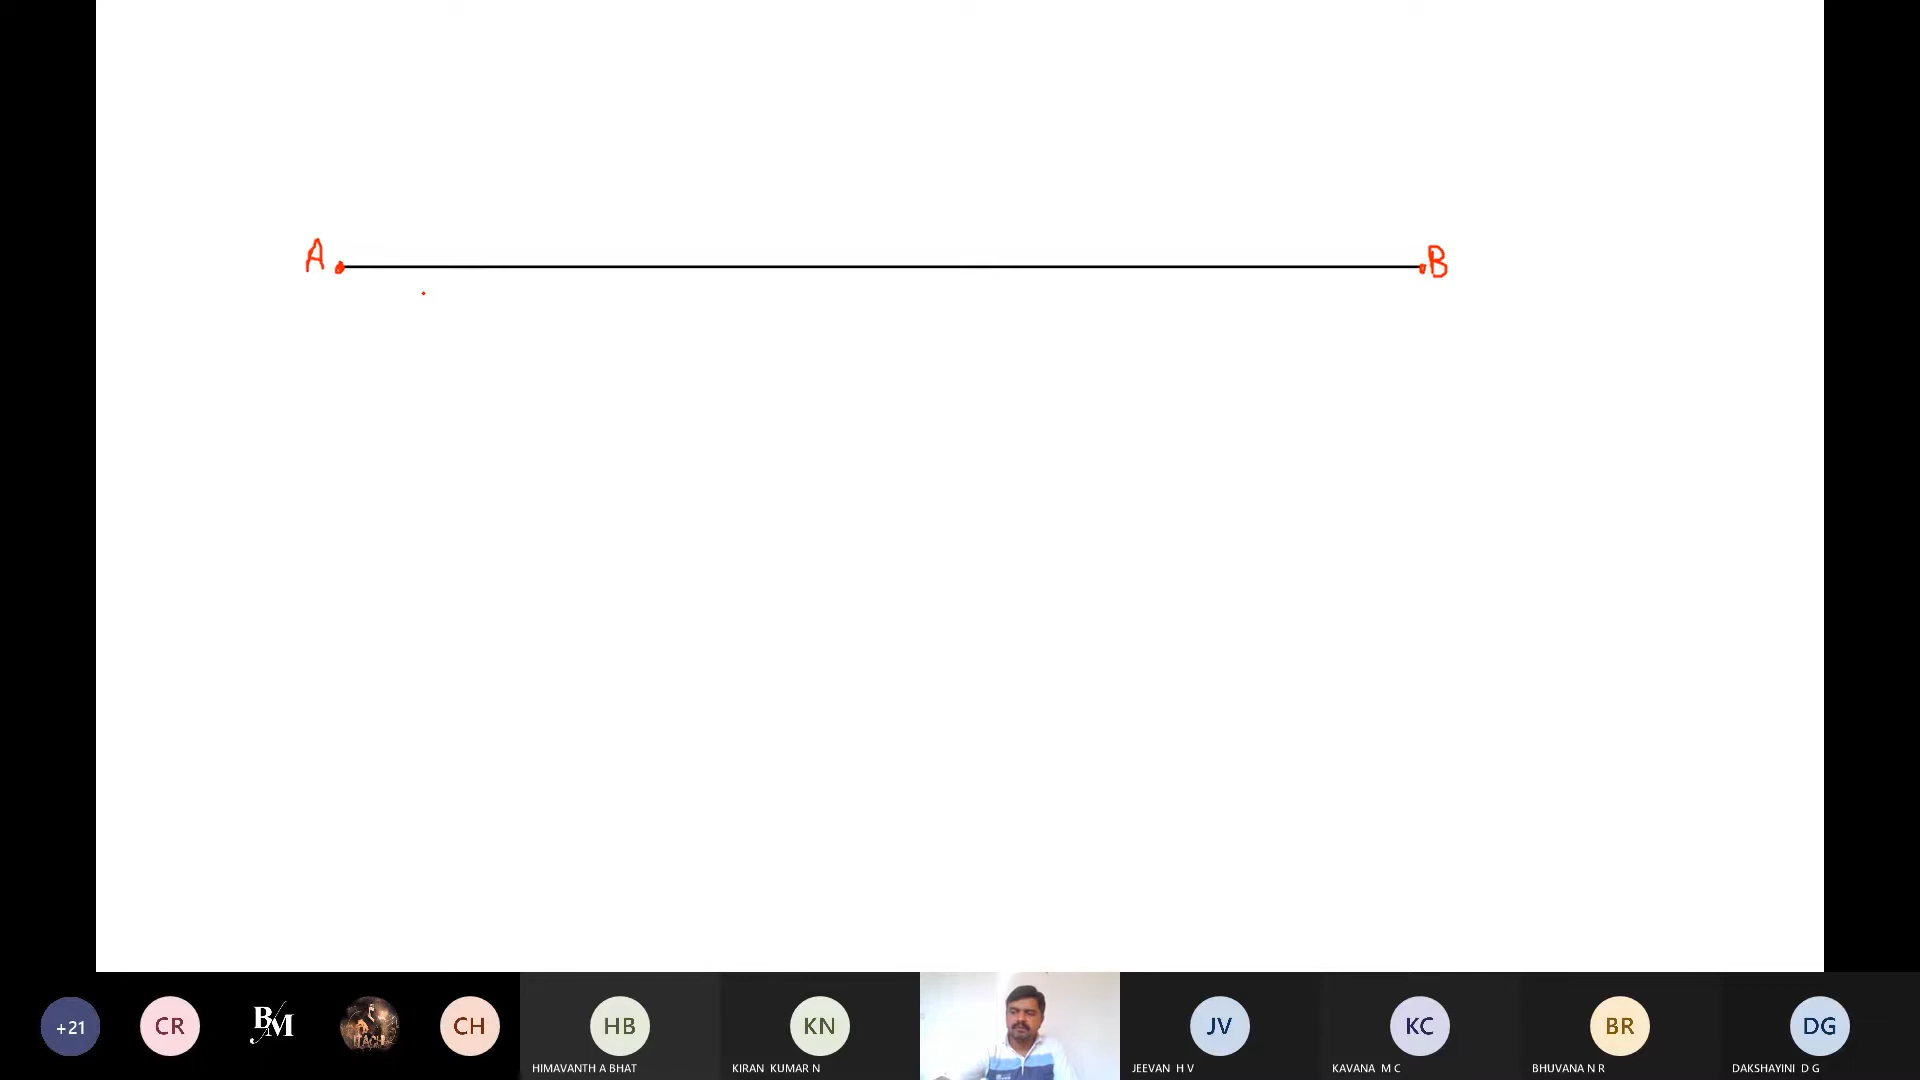 A B
+21 CR BM CH HB KN JV KC BR DG
HIMAVANTH A BHAT KIRAN KUMAR N JEEVAN H V KAVANA M C BHUVANA N R DAKSHAYINI D G